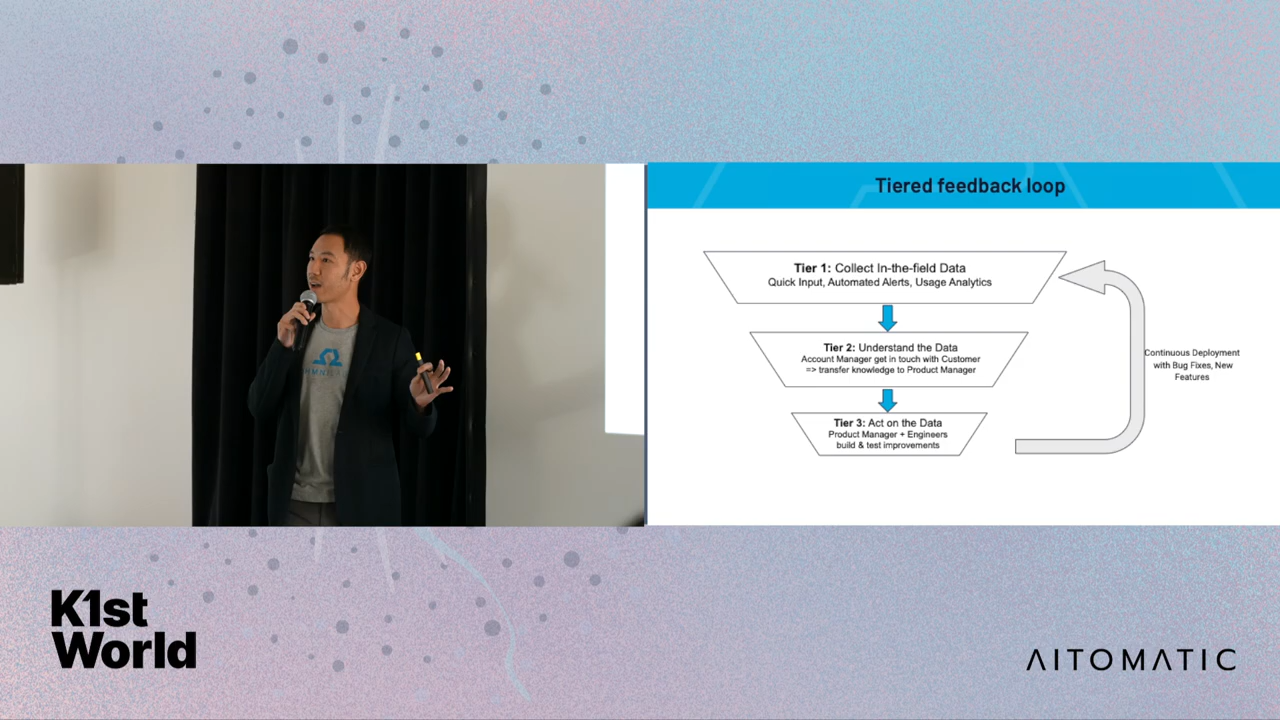 Tiered feedback loop
Tier 1: Collect In-the-field Data
Quick Input, Automated Alerts, Usage Analytics
Tier 2: Understand the Data
Account Manager get in touch with Customer
=> transfer knowledge to Product Manager
Tier 3: Act on the Data
Product Manager + Engineers
build & test improvements
Continuous Deployment
with Bug Fixes, New
Features
K1st
World
AITOMATIC